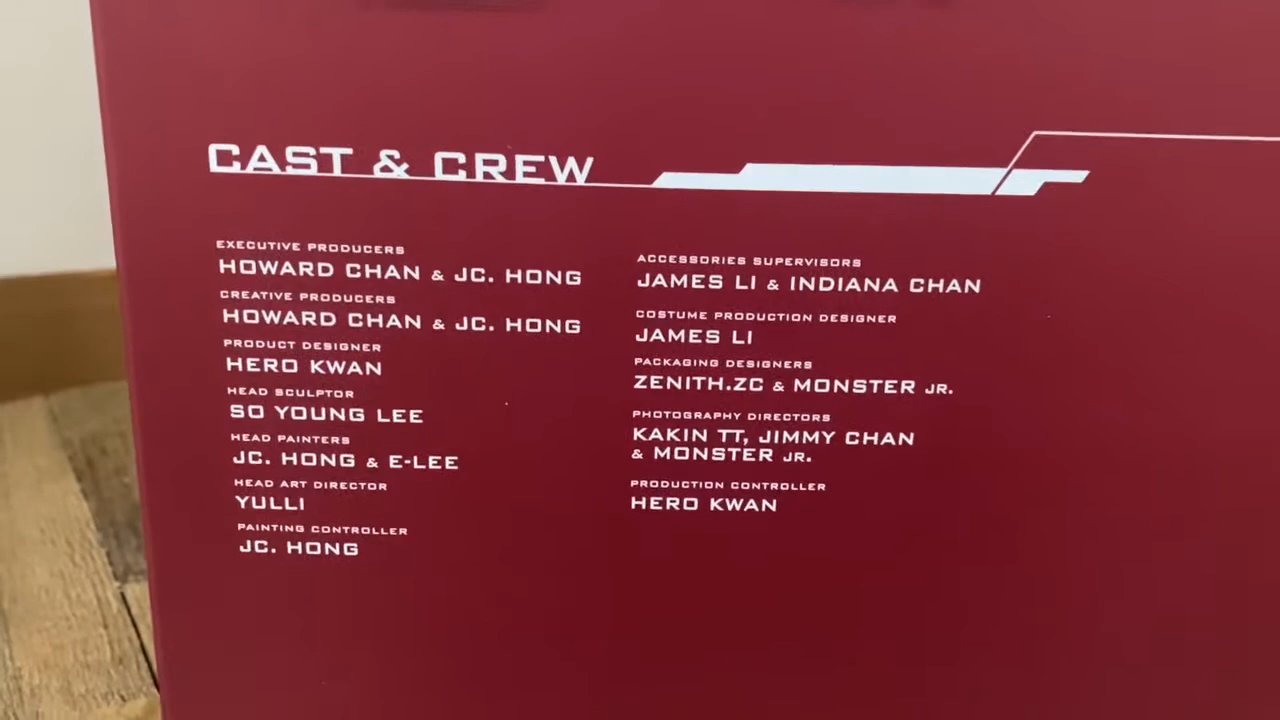 CAST & CREW
EXECUTIVE PRODUCERS
HOWARD CHAN & JC. HONG
CREATIVE PRODUCERS
HOWARD CHAN & JC. HONG
PRODUCT DESIGNER
HERO KWAN
HEAD SCULPTOR
SO YOUNG LEE
HEAD PAINTERS
JC. HONG & E-LEE
HEAD ART DIRECTOR
YULLI
PAINTING CONTROLLER
JC. HONG
ACCESSORIES SUPERVISORS
JAMES LI & INDIANA CHAN
COSTUME PRODUCTION DESIGNER
JAMES LI
PACKAGING DESIGNERS
ZENITH.ZC & MONSTER JR.
PHOTOGRAPHY DIRECTORS
KAKIN TT, JIMMY CHAN
& MONSTER JR.
PRODUCTION CONTROLLER
HERO KWAN